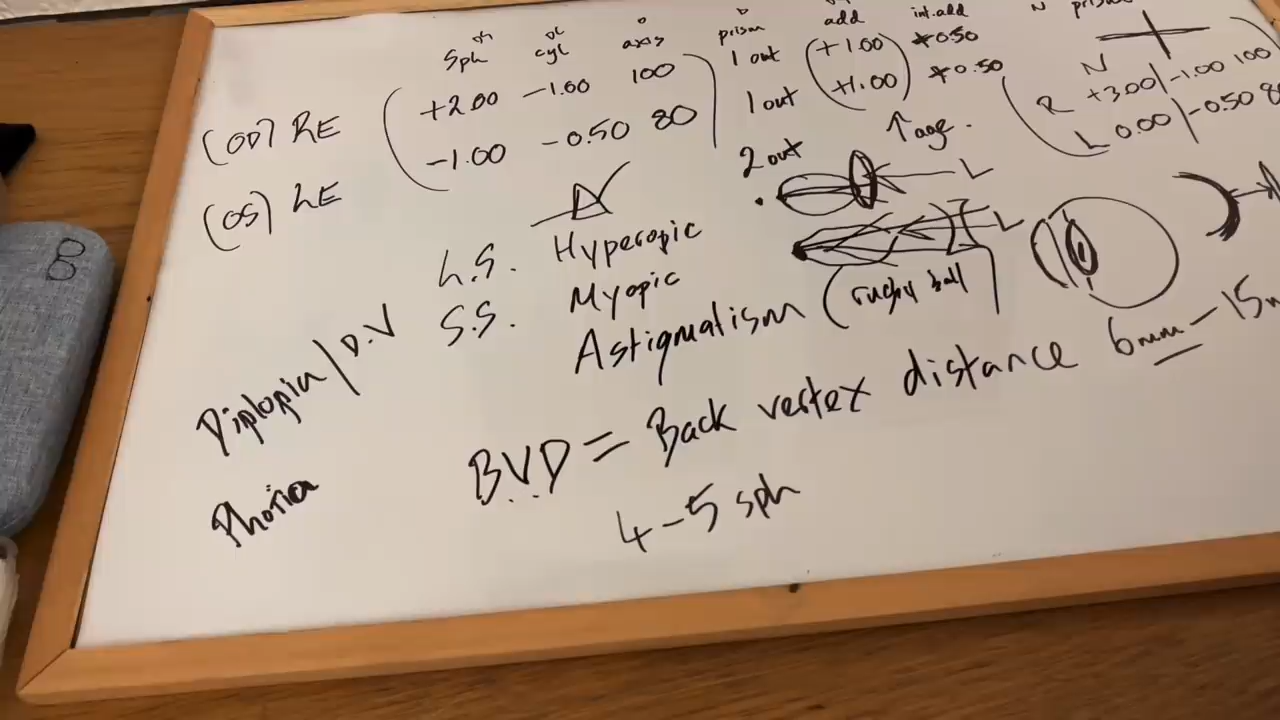 Sph cyl axis prism add int.add N prism
(OD) RE +2.00 -1.00 100 1 out +1.00 +0.50
(OS) LE -1.00 -0.50 80 1 out +1.00 +0.50
2 out ↑age.
N
R +3.00 -1.00 100
L 0.00 -0.50
L
L
L.S. Hyperopic
S.S. Myopic
Astigmatism (rugby ball
Diplopia / D.V
Phoria
BVD = Back vertex distance 6mm - 15
4-5 sph